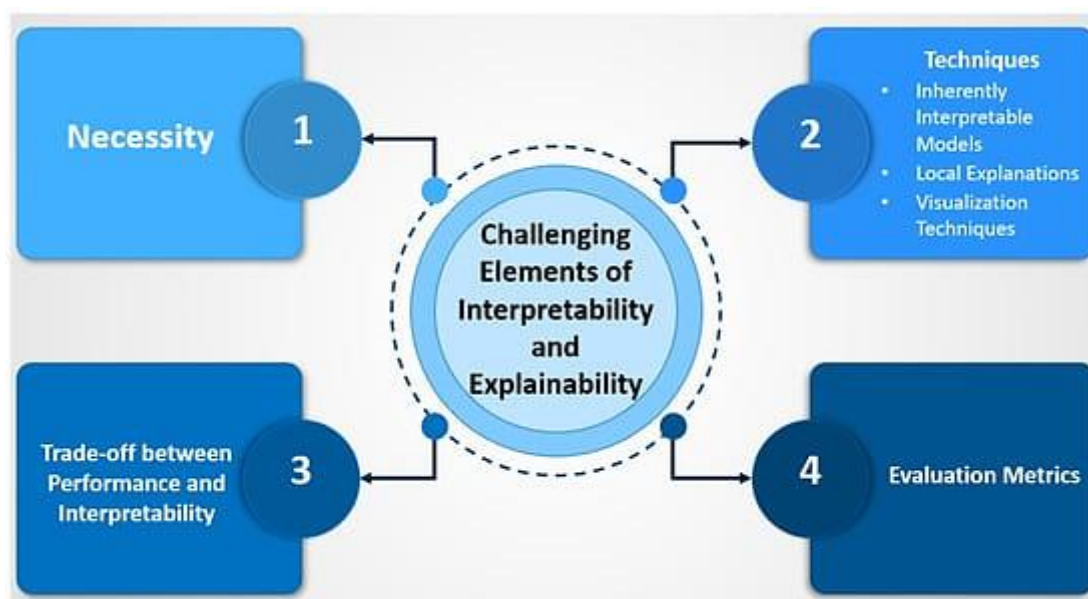 Necessity
1
2
Techniques
• Inherently
Interpretable
Models
• Local Explanations
• Visualization
Techniques
Challenging
Elements of
Interpretability
and
Explainability
Trade-off between
Performance and
Interpretability
3
4
Evaluation Metrics